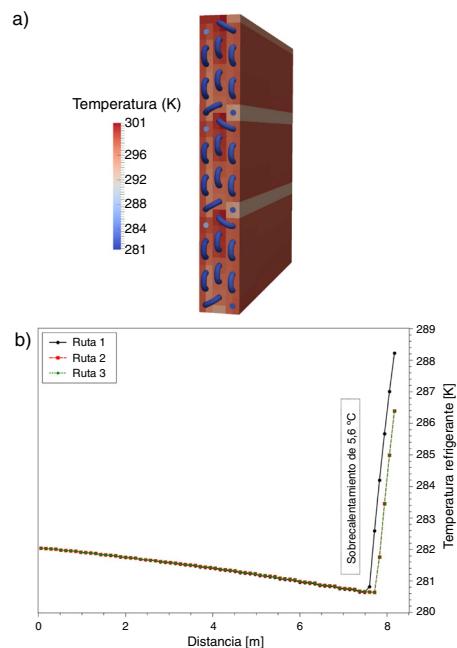 a)
Temperatura (K)
301
296
292
288
284
281
b)
Ruta 1
Ruta 2
Ruta 3
Sobrecalentamiento de 5,6 ºC
289
288
287
286
285
284
283
282
281
280
Temperatura refrigerante [K]
0
2
4
6
8
Distancia [m]